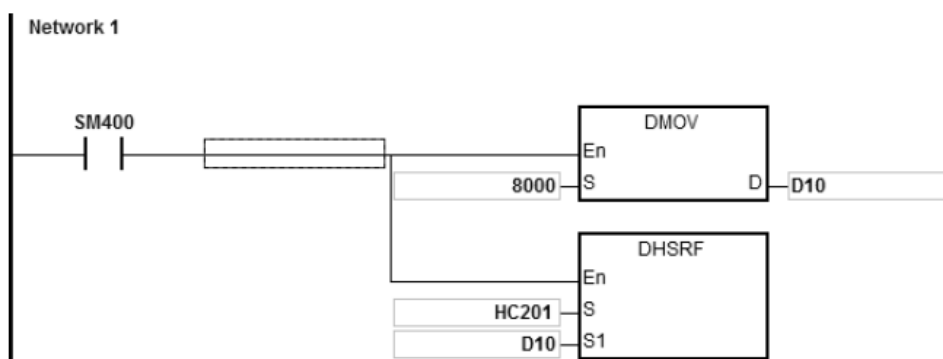 Network 1
SM400
DMOV
En
8000 S D D10
DHSRF
En
HC201 S
D10 S1